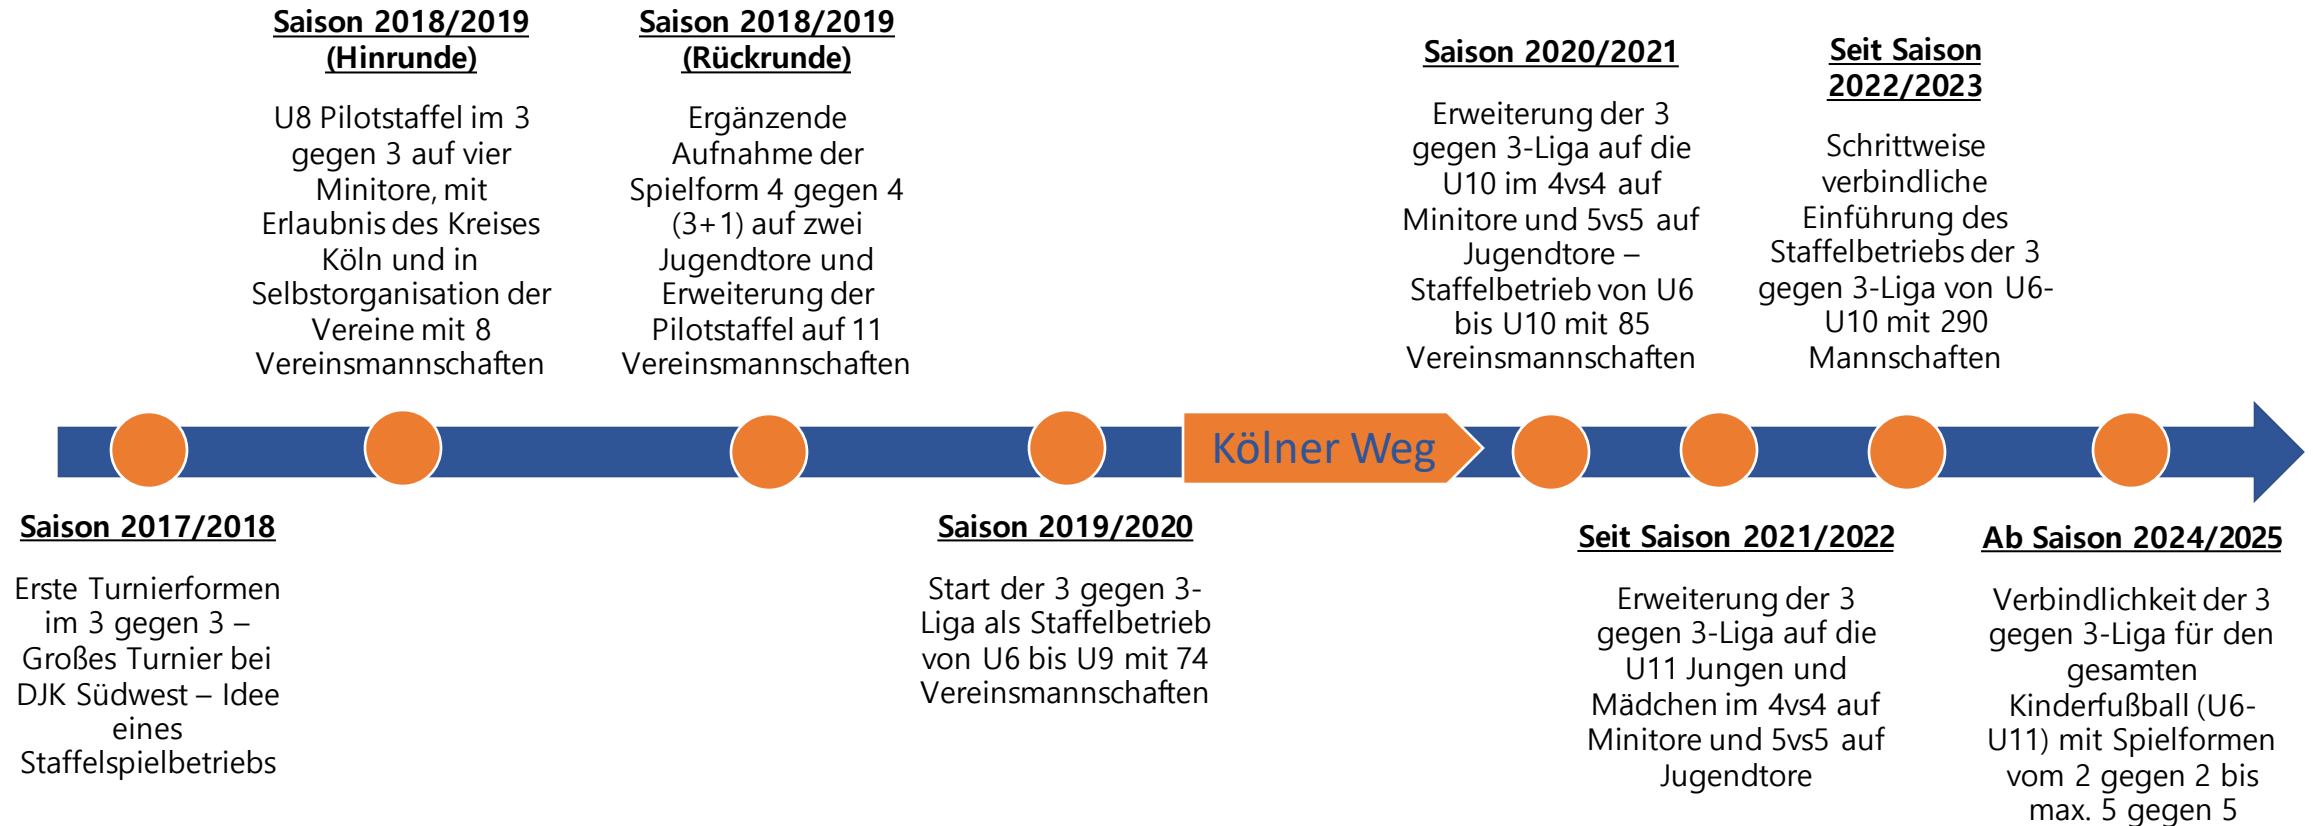 Saison 2017/2018
Erste Turnierformen
im 3 gegen 3 –
Großes Turnier bei
DJK Südwest – Idee
eines
Staffelspielbetriebs
Saison 2018/2019
(Hinrunde)
U8 Pilotstaffel im 3
gegen 3 auf vier
Minitore, mit
Erlaubnis des Kreises
Köln und in
Selbstorganisation der
Vereine mit 8
Vereinsmannschaften
Saison 2018/2019
(Rückrunde)
Ergänzende
Aufnahme der
Spielform 4 gegen 4
(3+1) auf zwei
Jugendtore und
Erweiterung der
Pilotstaffel auf 11
Vereinsmannschaften
Saison 2019/2020
Start der 3 gegen 3-
Liga als Staffelbetrieb
von U6 bis U9 mit 74
Vereinsmannschaften
Kölner Weg
Saison 2020/2021
Erweiterung der 3
gegen 3-Liga auf die
U10 im 4vs4 auf
Minitore und 5vs5 auf
Jugendtore –
Staffelbetrieb von U6
bis U10 mit 85
Vereinsmannschaften
Seit Saison 2021/2022
Erweiterung der 3
gegen 3-Liga auf die
U11 Jungen und
Mädchen im 4vs4 auf
Minitore und 5vs5 auf
Jugendtore
Seit Saison
2022/2023
Schrittweise
verbindliche
Einführung des
Staffelbetriebs der 3
gegen 3-Liga von U6-
U10 mit 290
Mannschaften
Ab Saison 2024/2025
Verbindlichkeit der 3
gegen 3-Liga für den
gesamten
Kinderfußball (U6-
U11) mit Spielformen
vom 2 gegen 2 bis
max. 5 gegen 5